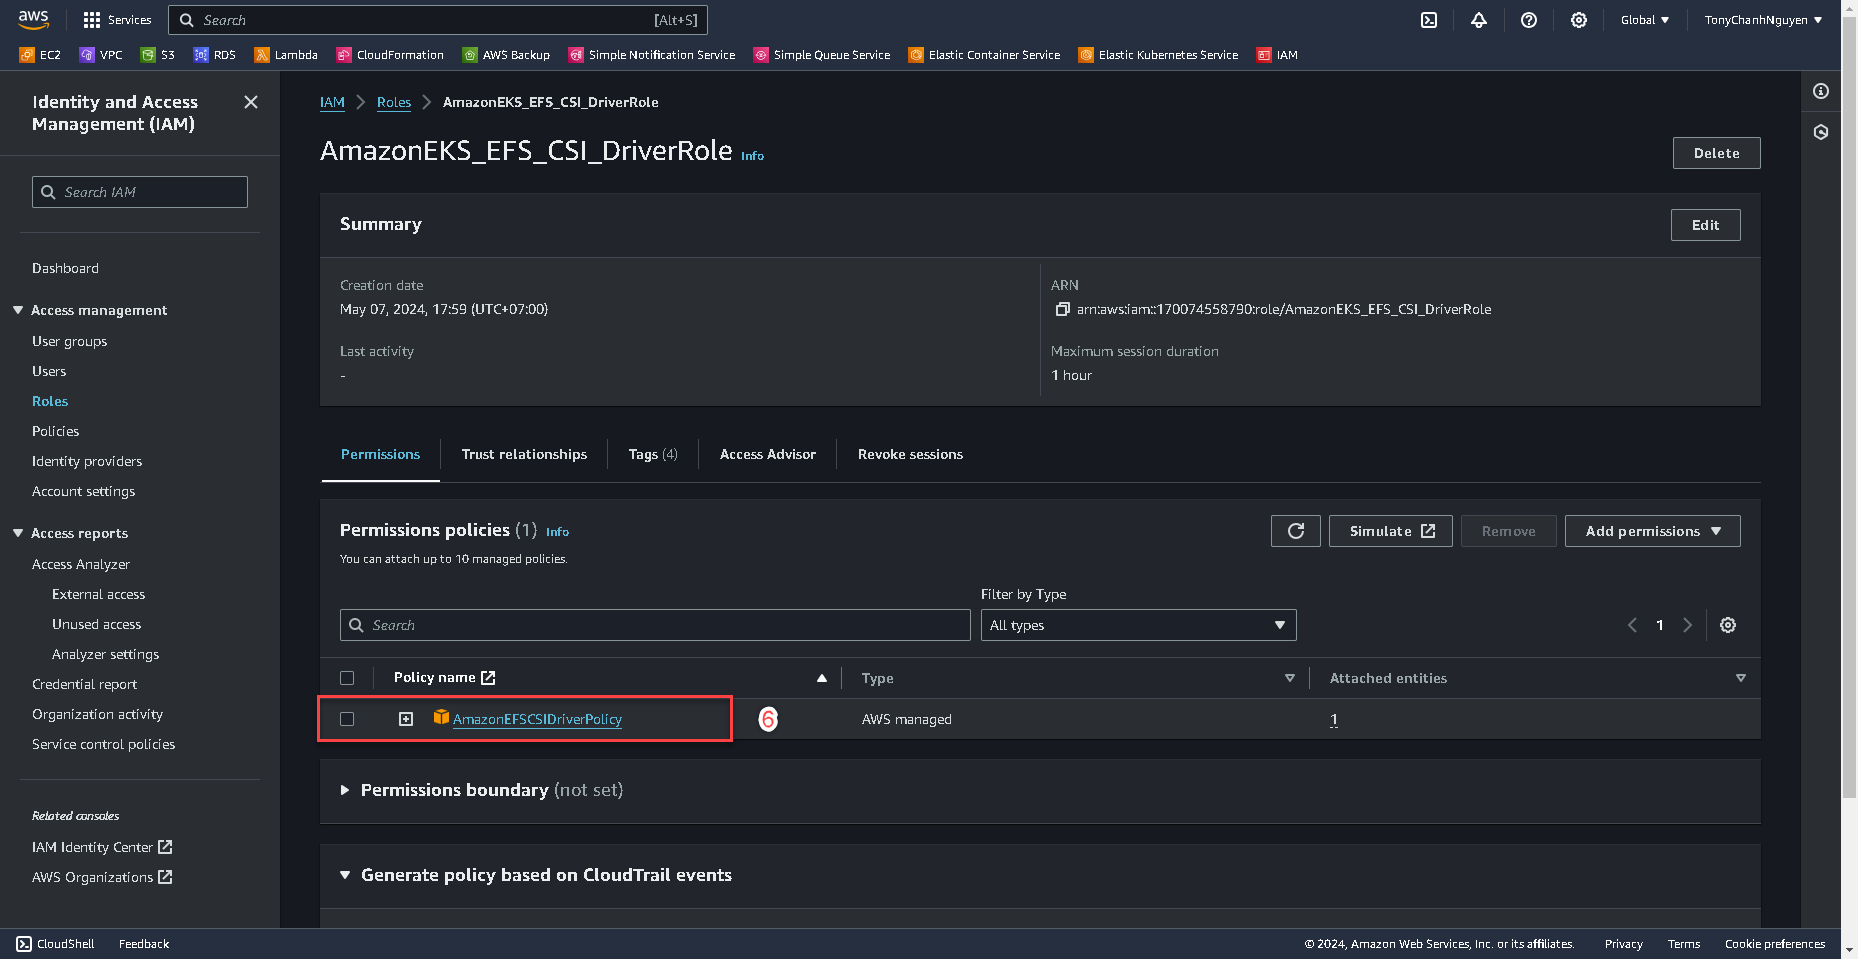 aws
Services
Search
[Alt+S]
Global
TonyChanhNguyen
EC2
VPC
S3
RDS
Lambda
CloudFormation
AWS Backup
Simple Notification Service
Simple Queue Service
Elastic Container Service
Elastic Kubernetes Service
IAM
Identity and Access
Management (IAM)
Search IAM
Dashboard
Access management
User groups
Users
Roles
Policies
Identity providers
Account settings
Access reports
Access Analyzer
External access
Unused access
Analyzer settings
Credential report
Organization activity
Service control policies
Related consoles
IAM Identity Center
AWS Organizations
IAM
Roles
AmazonEKS_EFS_CSI_DriverRole
AmazonEKS_EFS_CSI_DriverRole Info
Delete
Summary
Edit
Creation date
May 07, 2024, 17:59 (UTC+07:00)
ARN
arn:aws:iam::170074558790:role/AmazonEKS_EFS_CSI_DriverRole
Last activity
-
Maximum session duration
1 hour
Permissions
Trust relationships
Tags (4)
Access Advisor
Revoke sessions
Permissions policies (1) Info
You can attach up to 10 managed policies.
Simulate
Remove
Add permissions
Filter by Type
Search
All types
1
Policy name
Type
Attached entities
AmazonEFSCSIDriverPolicy
6
AWS managed
1
Permissions boundary (not set)
Generate policy based on CloudTrail events
CloudShell
Feedback
© 2024, Amazon Web Services, Inc. or its affiliates.
Privacy
Terms
Cookie preferences